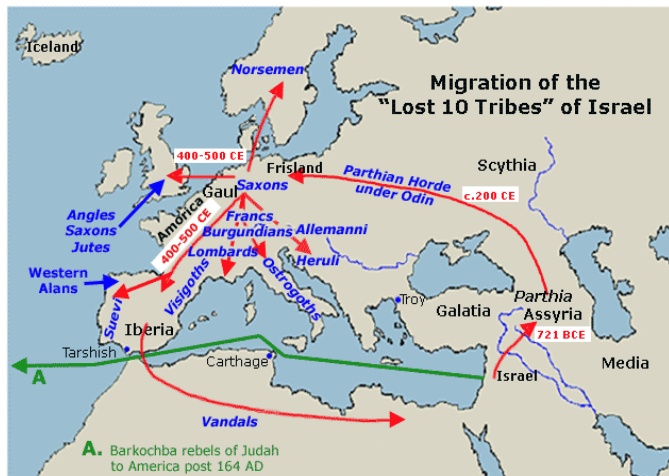 Iceland
Norsemen
Migration of the
"Lost 10 Tribes" of Israel
400-500 CE
Frisland
Scythia
Parthian Horde
under Odin
c.200 CE
Gaul
Saxons
Amorica
Angles
Saxons
Jutes
Francs
Burgundians
Allemanni
400-500 CE
Lombards
Heruli
Western
Alans
Visigoths
Ostrogoths
Suevi
Troy
Galatia
Parthia
Assyria
721 BCE
Iberia
Tarshish
Carthage
Israel
Media
A
Vandals
A. Barkochba rebels of Judah
to America post 164 AD